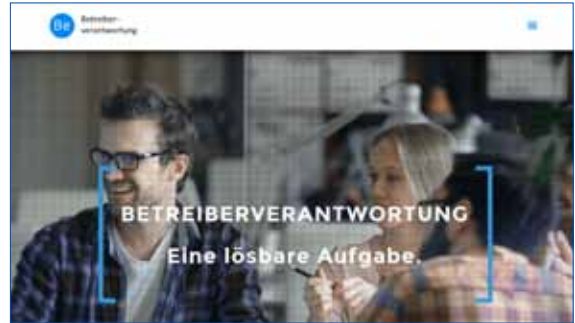 Be
Betreiber-
verantwortung
BETREIBERVERANTWORTUNG
Eine lösbare Aufgabe.